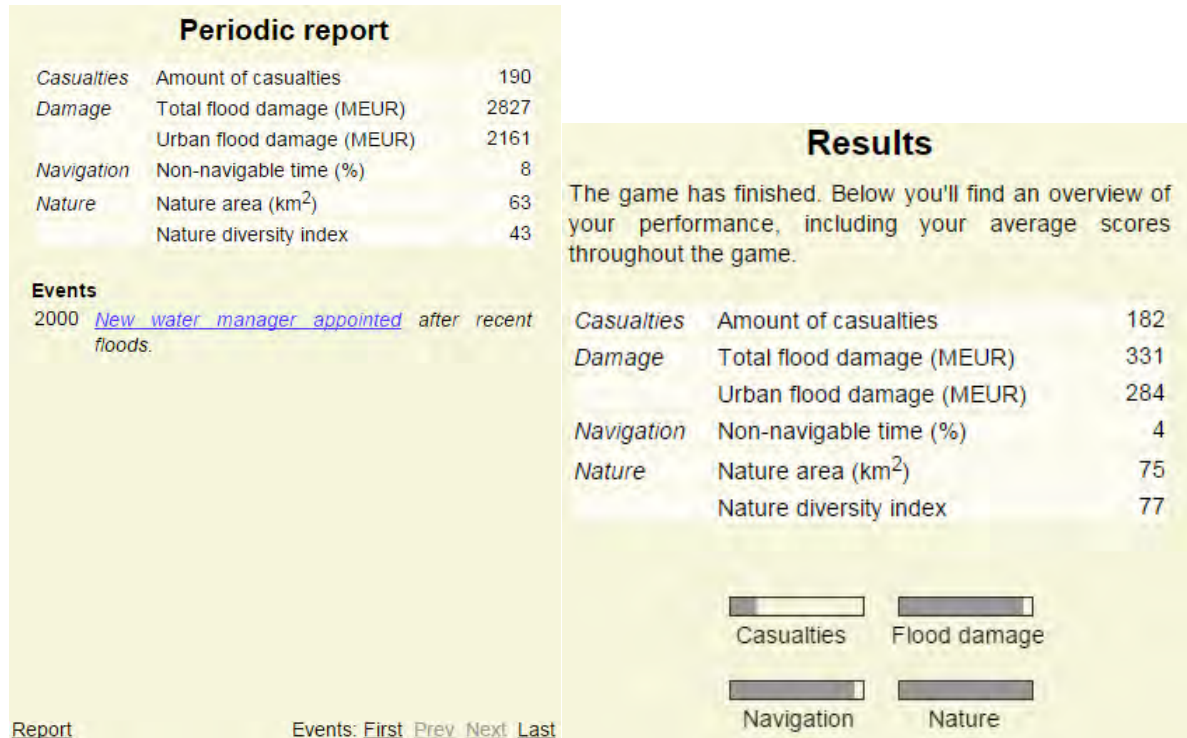 Periodic report
Casualties Amount of casualties 190
Damage Total flood damage (MEUR) 2827
Urban flood damage (MEUR) 2161
Navigation Non-navigable time (%) 8
Nature Nature area (km2) 63
Nature diversity index 43
Events
2000 New water manager appointed after recent
floods.
Report Events: First Prev Next Last
Results
The game has finished. Below you'll find an overview of
your performance, including your average scores
throughout the game.
Casualties Amount of casualties 182
Damage Total flood damage (MEUR) 331
Urban flood damage (MEUR) 284
Navigation Non-navigable time (%) 4
Nature Nature area (km2) 75
Nature diversity index 77
Casualties Flood damage
Navigation Nature